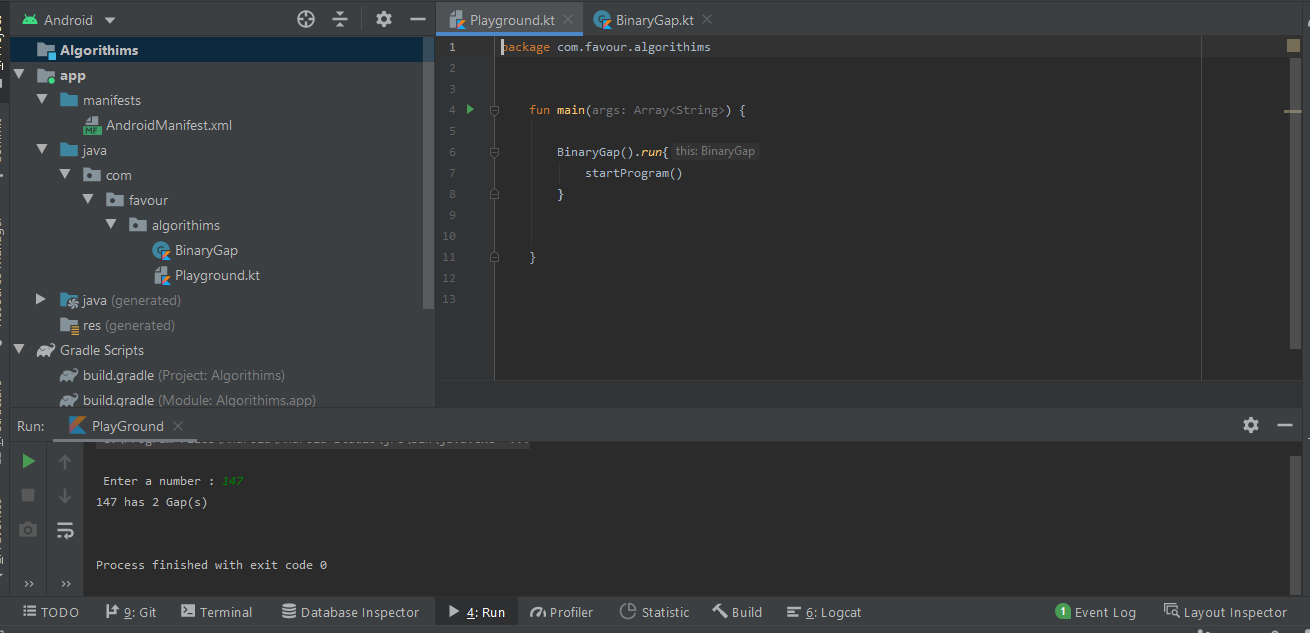 Android
Playground.kt
BinaryGap.kt
Algorithims
app
manifests
AndroidManifest.xml
java
com
favour
algorithims
BinaryGap
Playground.kt
java (generated)
res (generated)
Gradle Scripts
build.gradle (Project: Algorithims)
build.gradle (Module: Algorithims.app)
1 package com.favour.algorithims
2
3
4 fun main(args: Array<String>) {
5
6 BinaryGap().run{ this: BinaryGap
7 startProgram()
8 }
9
10
11 }
12
13
Run: PlayGround
Enter a number : 147
147 has 2 Gap(s)
Process finished with exit code 0
TODO 9: Git Terminal Database Inspector 4: Run Profiler Statistic Build 6: Logcat 1 Event Log Layout Inspector